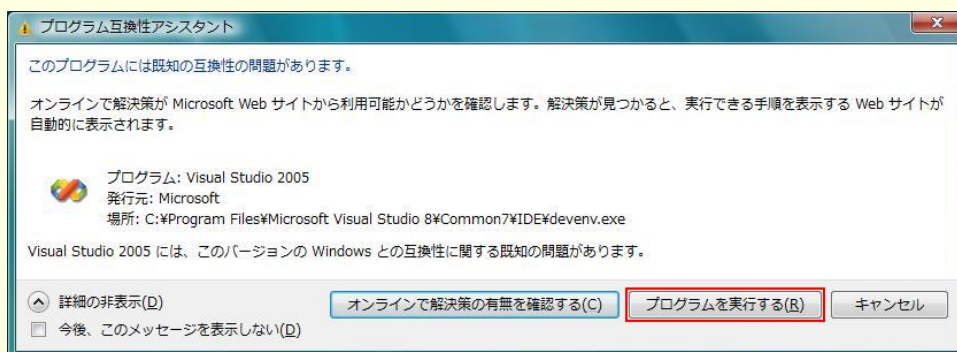 プログラム互換性アシスタント
このプログラムには既知の互換性の問題があります。
オンラインで解決策が Microsoft Web サイトから利用可能かどうかを確認します。解決策が見つかると、実行できる手順を表示する Web サイトが
自動的に表示されます。
プログラム: Visual Studio 2005
発行元: Microsoft
場所: C:¥Program Files¥Microsoft Visual Studio 8¥Common7¥IDE¥devenv.exe
Visual Studio 2005 には、このバージョンの Windows との互換性に関する既知の問題があります。
詳細の非表示(D) オンラインで解決策の有無を確認する(C) プログラムを実行する(R) キャンセル
今後、このメッセージを表示しない(D)